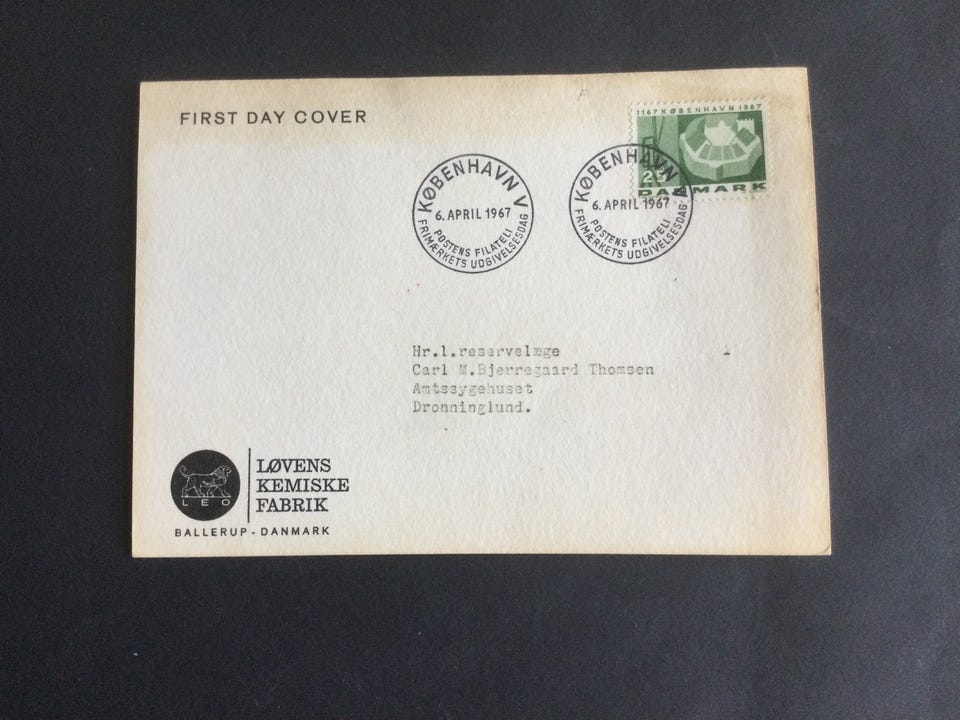 FIRST DAY COVER
1167 KØBENHAVN 1967
25
DANMARK
KØBENHAVN V
6. APRIL 1967
POSTENS FILATELI
FRIMÆRKETS UDGIVELSESDAG
KØBENHAVN V
6. APRIL 1967
POSTENS FILATELI
FRIMÆRKETS UDGIVELSESDAG
Hr.l.reservelæge
Carl M.Bjerregaard Thomsen
Amtssygehuset
Dronninglund.
LEO
LØVENS
KEMISKE
FABRIK
BALLERUP - DANMARK